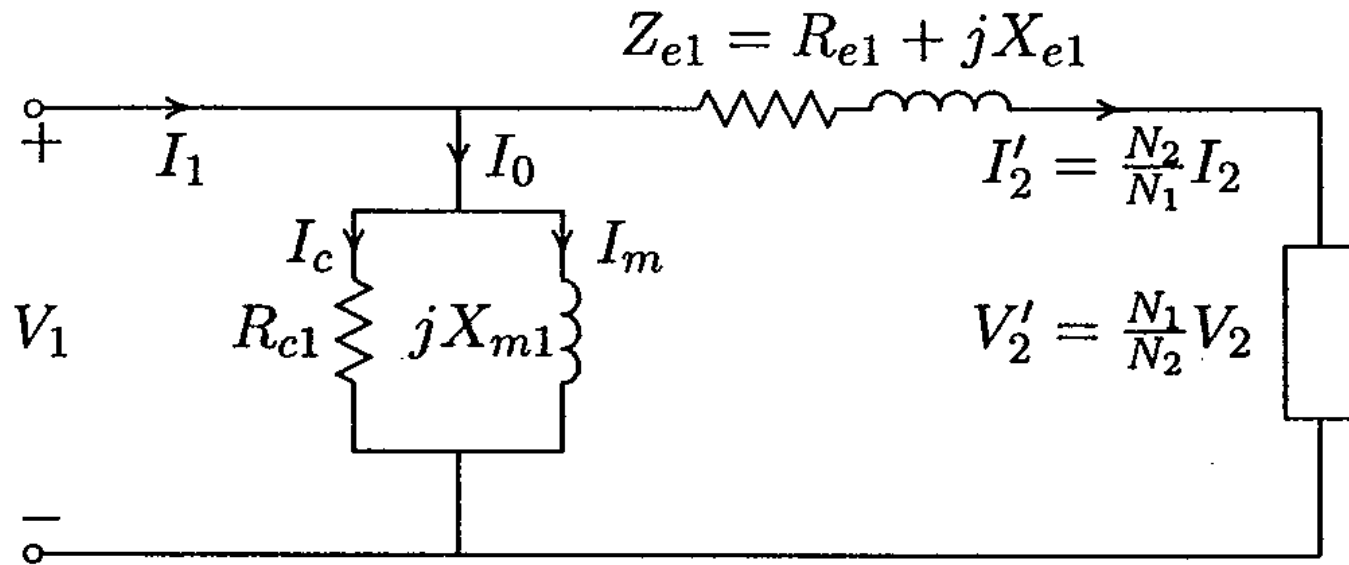 Z_{e1} = R_{e1} + jX_{e1}
+
I_1
I_0
I'_2 = \frac{N_2}{N_1} I_2
I_c
I_m
V_1
R_{c1}
jX_{m1}
V'_2 = \frac{N_1}{N_2} V_2
−